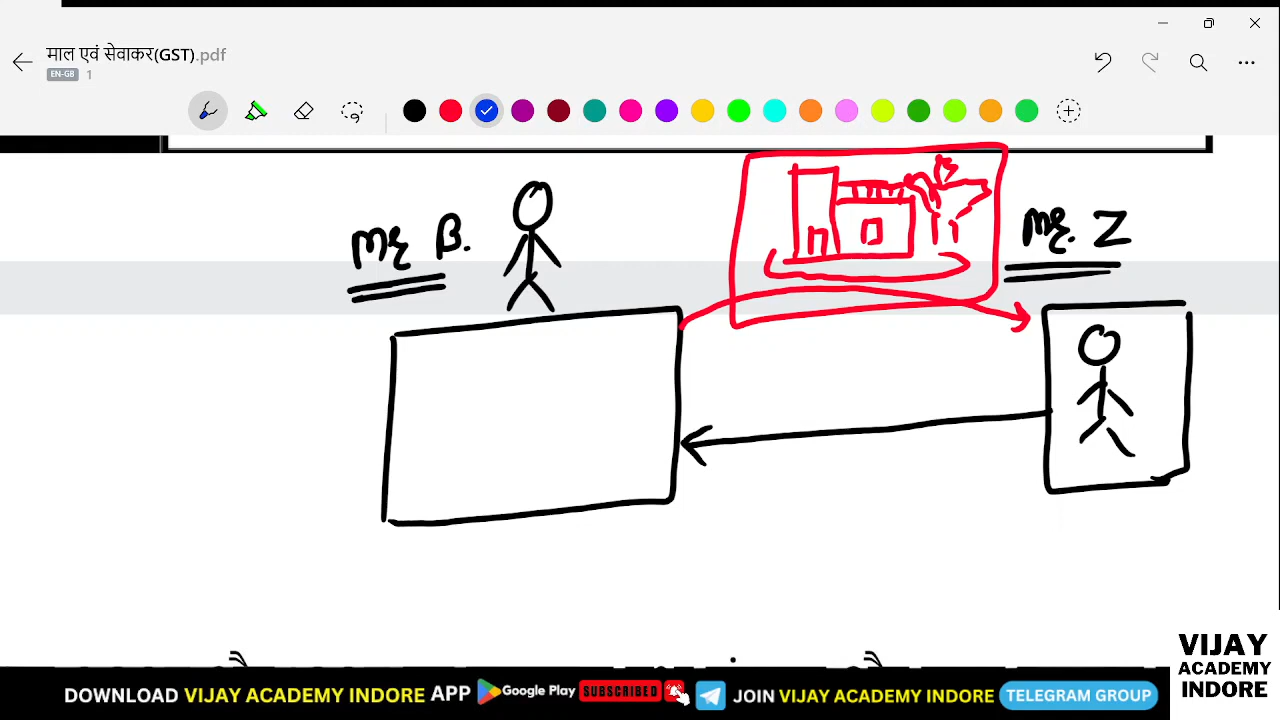 माल एवं सेवाकर(GST).pdf
EN-GB 1
Mr B.
Mr. Z
VIJAY
ACADEMY
INDORE
DOWNLOAD VIJAY ACADEMY INDORE APP Google Play SUBSCRIBED JOIN VIJAY ACADEMY INDORE TELEGRAM GROUP